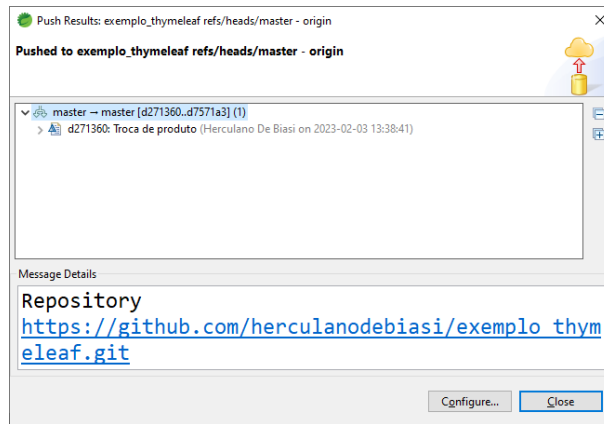 Push Results: exemplo_thymeleaf refs/heads/master - origin
Pushed to exemplo_thymeleaf refs/heads/master - origin
master → master [d271360..d7571a3] (1)
d271360: Troca de produto (Herculano De Biasi on 2023-02-03 13:38:41)
Message Details
Repository
https://github.com/herculanodebiasi/exemplo_thym
eleaf.git
Configure...
Close